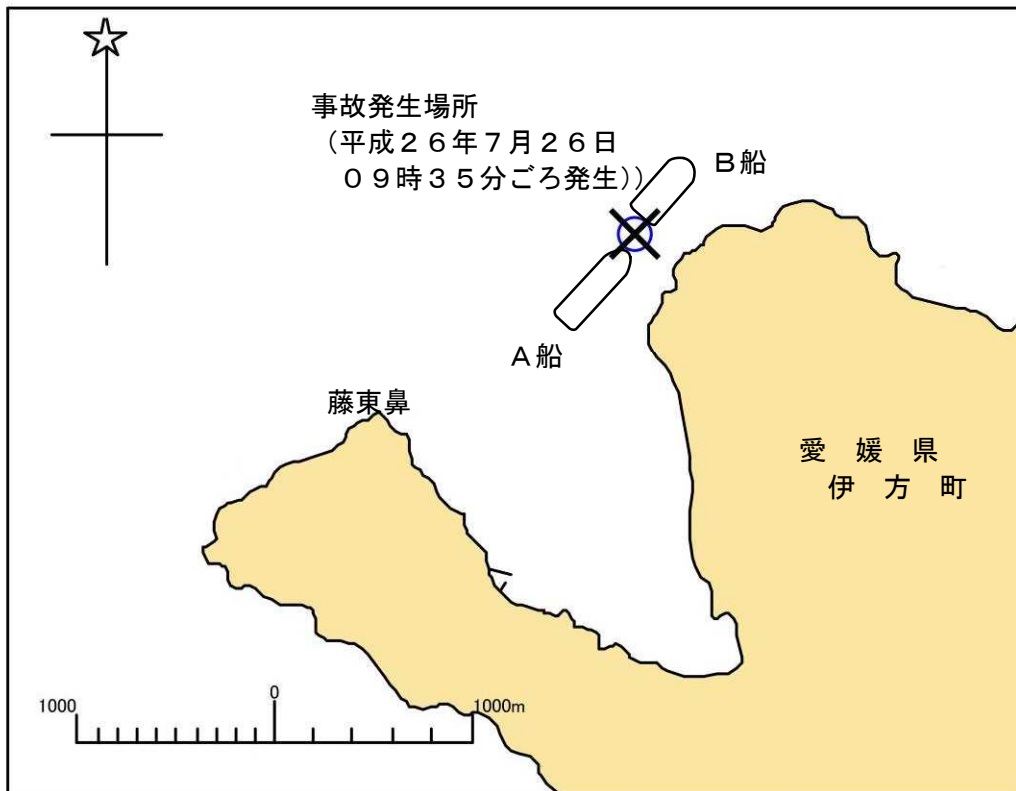 事故発生場所
（平成２６年７月２６日
０９時３５分ごろ発生））
Ｂ船
Ａ船
藤東鼻
愛　媛　県
伊　方　町
1000 0 1000m